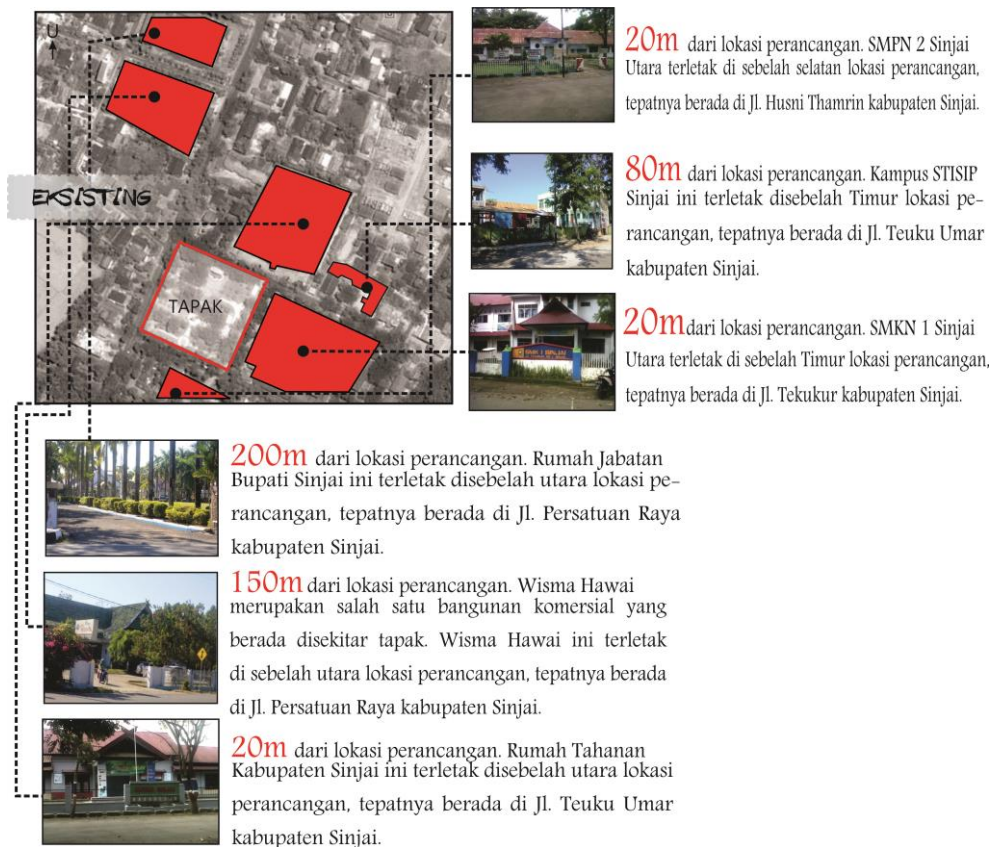 U
EKSISTING
TAPAK
20m dari lokasi perancangan. SMPN 2 Sinjai
Utara terletak di sebelah selatan lokasi perancangan,
tepatnya berada di Jl. Husni Thamrin kabupaten Sinjai.
80m dari lokasi perancangan. Kampus STISIP
Sinjai ini terletak disebelah Timur lokasi pe-
rancangan, tepatnya berada di Jl. Teuku Umar
kabupaten Sinjai.
20m dari lokasi perancangan. SMKN 1 Sinjai
Utara terletak di sebelah Timur lokasi perancangan,
tepatnya berada di Jl. Tekukur kabupaten Sinjai.
200m dari lokasi perancangan. Rumah Jabatan
Bupati Sinjai ini terletak disebelah utara lokasi pe-
rancangan, tepatnya berada di Jl. Persatuan Raya
kabupaten Sinjai.
150m dari lokasi perancangan. Wisma Hawai
merupakan salah satu bangunan komersial yang
berada disekitar tapak. Wisma Hawai ini terletak
di sebelah utara lokasi perancangan, tepatnya berada
di Jl. Persatuan Raya kabupaten Sinjai.
20m dari lokasi perancangan. Rumah Tahanan
Kabupaten Sinjai ini terletak disebelah utara lokasi
perancangan, tepatnya berada di Jl. Teuku Umar
kabupaten Sinjai.